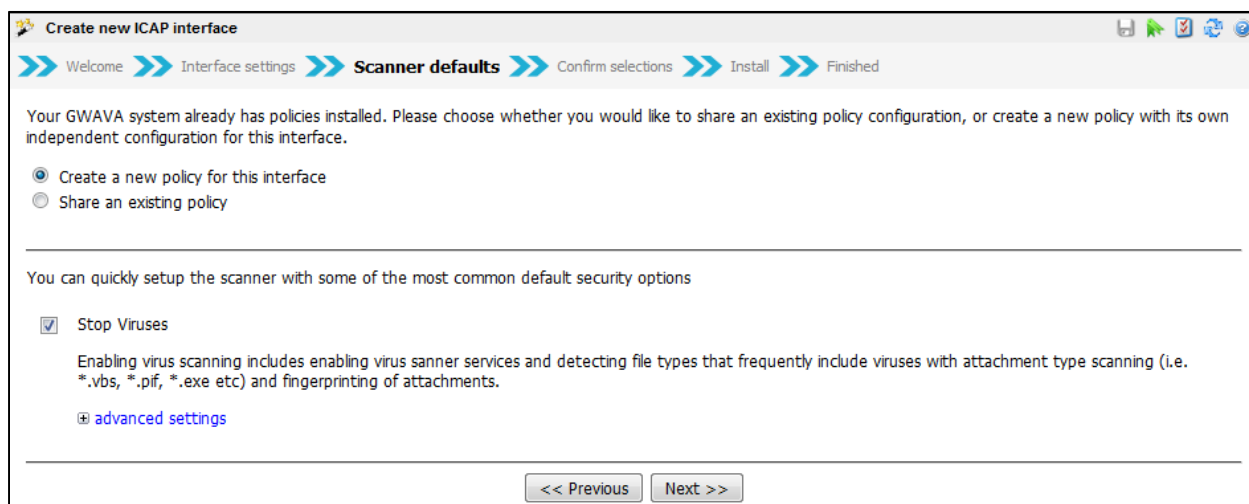 Create new ICAP interface
Welcome Interface settings Scanner defaults Confirm selections Install Finished
Your GWAVA system already has policies installed. Please choose whether you would like to share an existing policy configuration, or create a new policy with its own
independent configuration for this interface.
Create a new policy for this interface
Share an existing policy
You can quickly setup the scanner with some of the most common default security options
Stop Viruses
Enabling virus scanning includes enabling virus sanner services and detecting file types that frequently include viruses with attachment type scanning (i.e.
*.vbs, *.pif, *.exe etc) and fingerprinting of attachments.
advanced settings
<< Previous Next >>